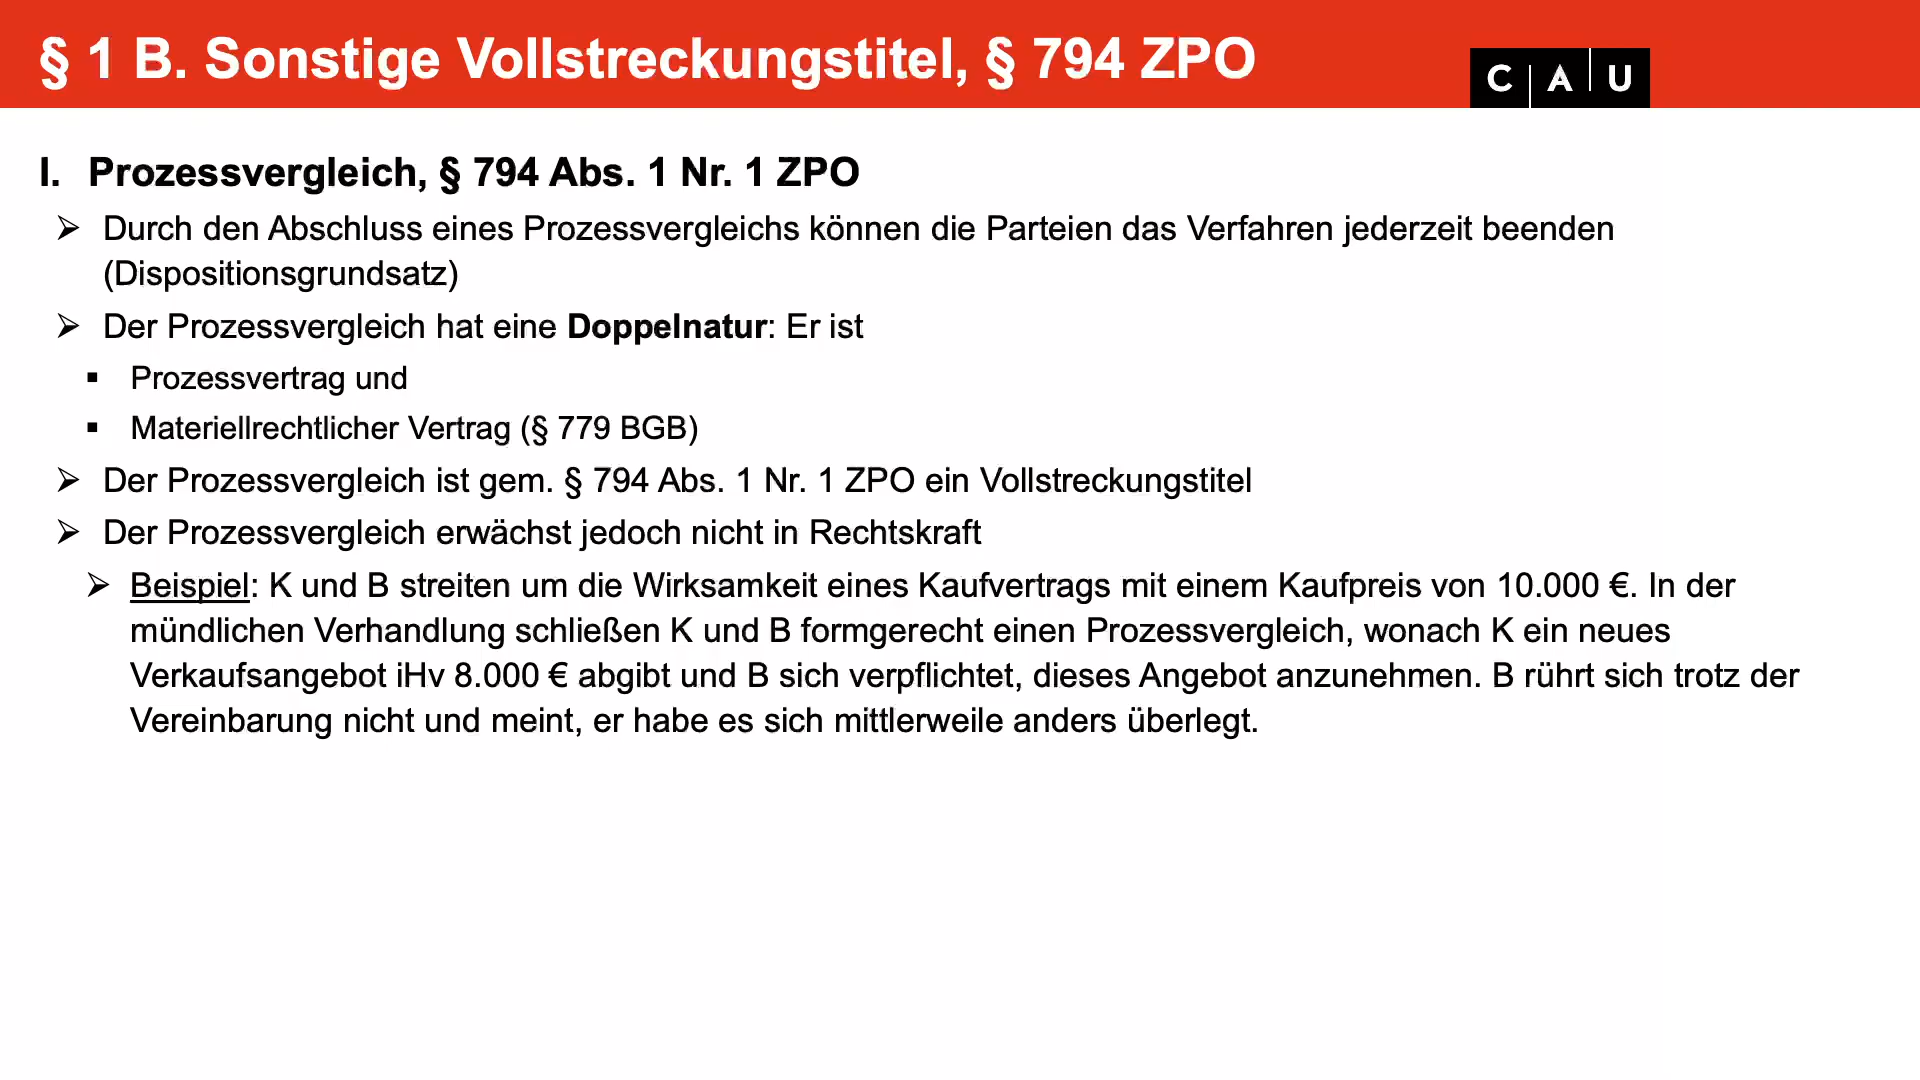 § 1 B. Sonstige Vollstreckungstitel, § 794 ZPO
C A U
I. Prozessvergleich, § 794 Abs. 1 Nr. 1 ZPO
➢ Durch den Abschluss eines Prozessvergleichs können die Parteien das Verfahren jederzeit beenden
(Dispositionsgrundsatz)
➢ Der Prozessvergleich hat eine Doppelnatur: Er ist
▪ Prozessvertrag und
▪ Materiellrechtlicher Vertrag (§ 779 BGB)
➢ Der Prozessvergleich ist gem. § 794 Abs. 1 Nr. 1 ZPO ein Vollstreckungstitel
➢ Der Prozessvergleich erwächst jedoch nicht in Rechtskraft
➢ Beispiel: K und B streiten um die Wirksamkeit eines Kaufvertrags mit einem Kaufpreis von 10.000 €. In der
mündlichen Verhandlung schließen K und B formgerecht einen Prozessvergleich, wonach K ein neues
Verkaufsangebot iHv 8.000 € abgibt und B sich verpflichtet, dieses Angebot anzunehmen. B rührt sich trotz der
Vereinbarung nicht und meint, er habe es sich mittlerweile anders überlegt.